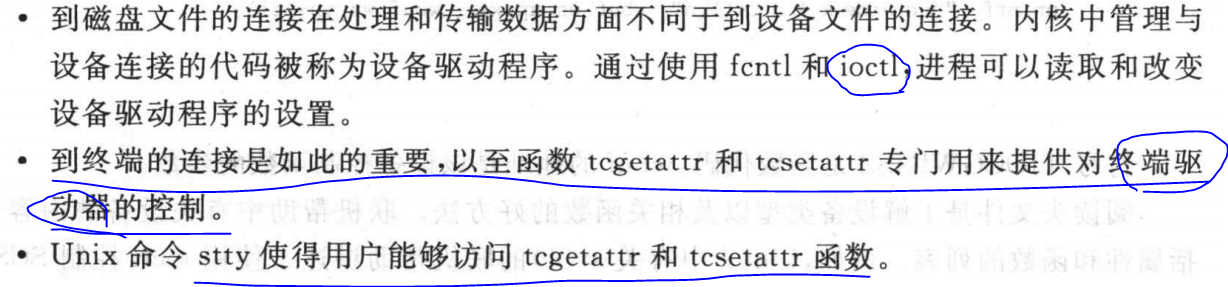 • 到磁盘文件的连接在处理和传输数据方面不同于到设备文件的连接。内核中管理与
设备连接的代码被称为设备驱动程序。通过使用 fcntl 和 ioctl,进程可以读取和改变
设备驱动程序的设置。
• 到终端的连接是如此的重要,以至函数 tcgetattr 和 tcsetattr 专门用来提供对终端驱
动器的控制。
• Unix 命令 stty 使得用户能够访问 tcgetattr 和 tcsetattr 函数。